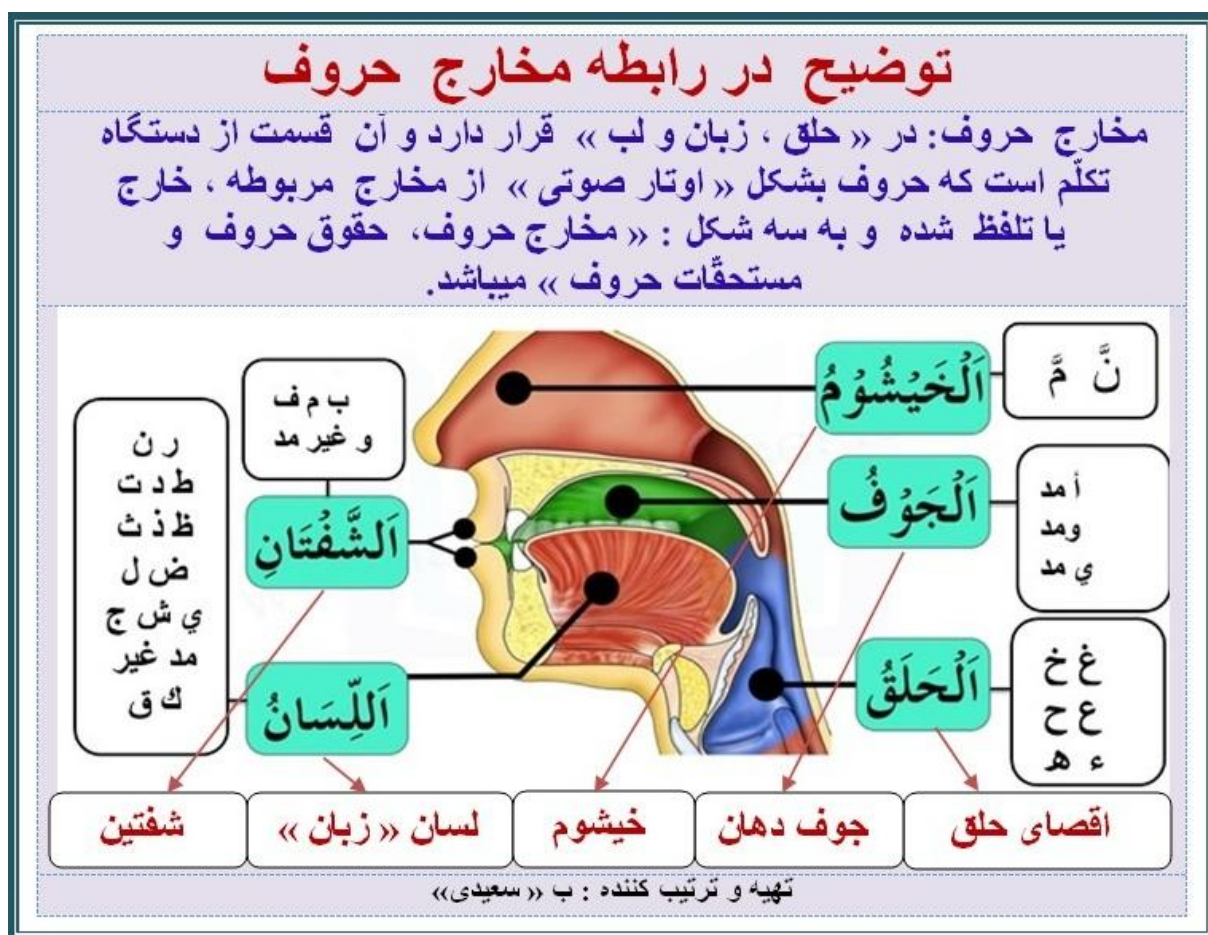 توضیح در رابطه مخارج حروف
مخارج حروف: در « حلق ، زبان و لب » قرار دارد و آن قسمت از دستگاه
تکلّم است که حروف بشکل « اوتار صوتی » از مخارج مربوطه ، خارج
یا تلفظ شده و به سه شکل : « مخارج حروف، حقوق حروف و
مستحقّات حروف » میباشد.
نَّ مَّ
اَلْخَيْشُوْمُ
أ مد
ومد
ي مد
اَلْجَوْفُ
غ خ
ع ح
ء ه
اَلْحَلَقُ
ب م ف
و غير مد
اَلشَّفْتَانِ
ر ن
ط د ت
ظ ذ ث
ض ل
ي ش ج
مد غير
ك ق
اَللِّسَانُ
اقصای حلق
جوف دهان
خیشوم
لسان « زبان »
شفتین
تهیه و ترتیب کننده : ب « سعیدی»